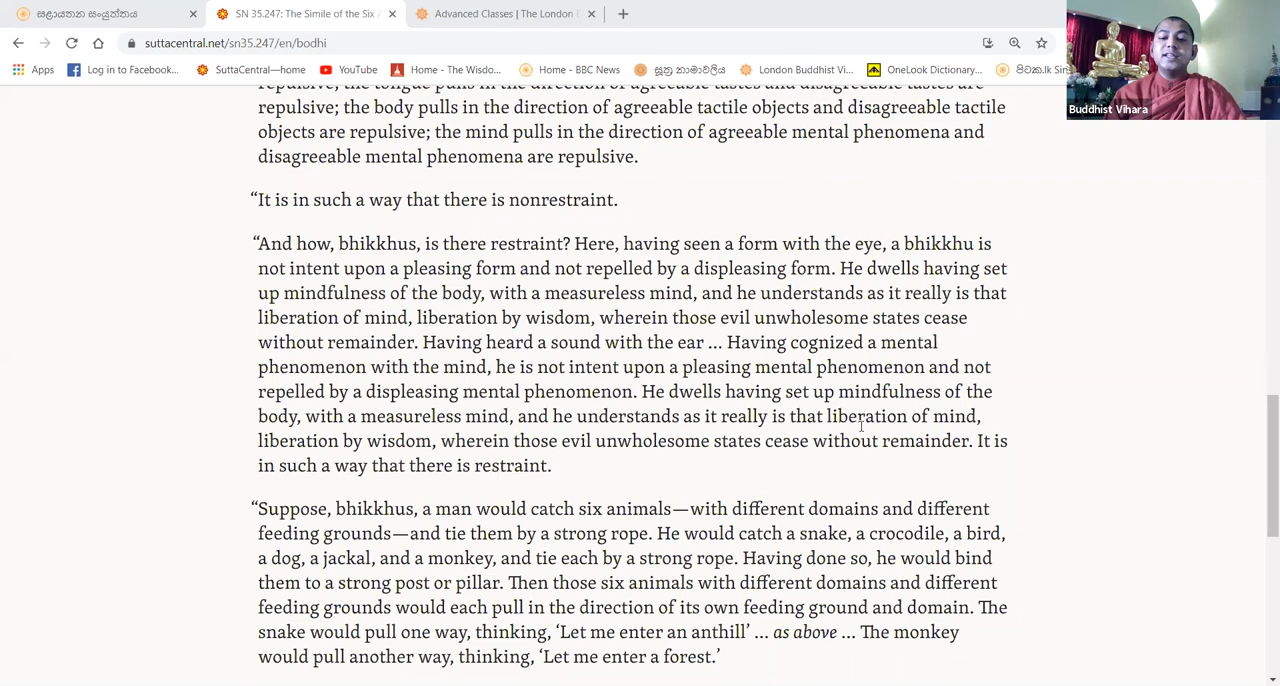 සළායතන සංයුත්තය
SN 35.247: The Simile of the Six A
Advanced Classes | The London B
suttacentral.net/sn35.247/en/bodhi
Apps
Log in to Facebook...
SuttaCentral—home
YouTube
Home - The Wisdo...
Home - BBC News
සූත්‍ර නාමාවලිය
London Buddhist Vi...
OneLook Dictionary...
පිටක.lk
Buddhist Vihara
repulsive; the tongue pulls in the direction of agreeable tastes and disagreeable tastes are
repulsive; the body pulls in the direction of agreeable tactile objects and disagreeable tactile
objects are repulsive; the mind pulls in the direction of agreeable mental phenomena and
disagreeable mental phenomena are repulsive.
“It is in such a way that there is nonrestraint.
“And how, bhikkhus, is there restraint? Here, having seen a form with the eye, a bhikkhu is
not intent upon a pleasing form and not repelled by a displeasing form. He dwells having set
up mindfulness of the body, with a measureless mind, and he understands as it really is that
liberation of mind, liberation by wisdom, wherein those evil unwholesome states cease
without remainder. Having heard a sound with the ear … Having cognized a mental
phenomenon with the mind, he is not intent upon a pleasing mental phenomenon and not
repelled by a displeasing mental phenomenon. He dwells having set up mindfulness of the
body, with a measureless mind, and he understands as it really is that liberation of mind,
liberation by wisdom, wherein those evil unwholesome states cease without remainder. It is
in such a way that there is restraint.
“Suppose, bhikkhus, a man would catch six animals—with different domains and different
feeding grounds—and tie them by a strong rope. He would catch a snake, a crocodile, a bird,
a dog, a jackal, and a monkey, and tie each by a strong rope. Having done so, he would bind
them to a strong post or pillar. Then those six animals with different domains and different
feeding grounds would each pull in the direction of its own feeding ground and domain. The
snake would pull one way, thinking, ‘Let me enter an anthill’ … as above … The monkey
would pull another way, thinking, ‘Let me enter a forest.’